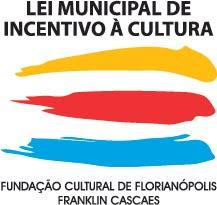 LEI MUNICIPAL DE
INCENTIVO À CULTURA
FUNDAÇÃO CULTURAL DE FLORIANÓPOLIS
FRANKLIN CASCAES